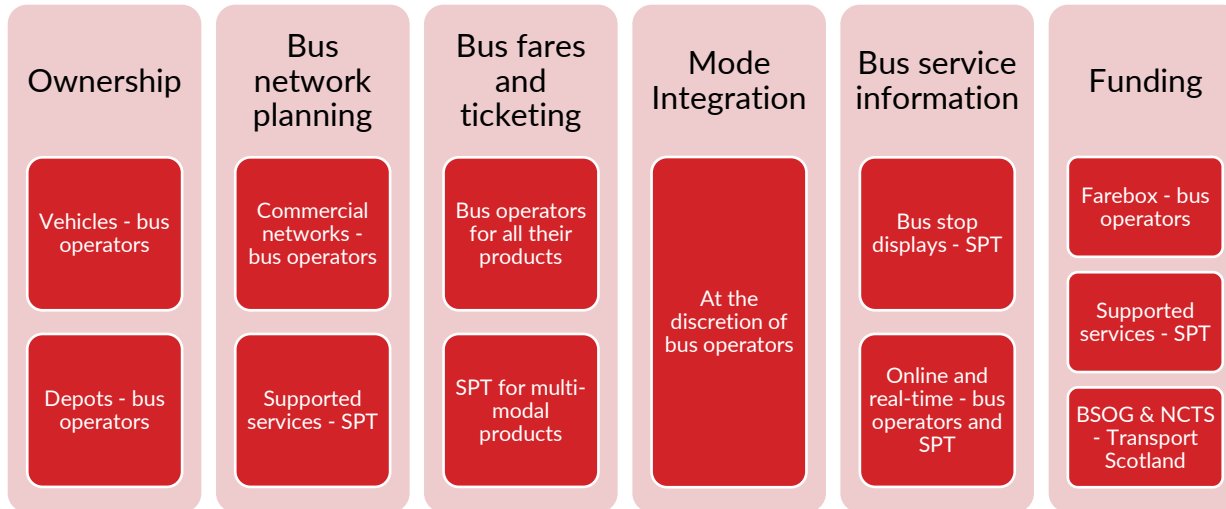 Ownership
Vehicles - bus
operators
Depots - bus
operators
Bus
network
planning
Commercial
networks -
bus operators
Supported
services - SPT
Bus fares
and
ticketing
Bus operators
for all their
products
SPT for multi-
modal
products
Mode
Integration
At the
discretion of
bus operators
Bus service
information
Bus stop
displays - SPT
Online and
real-time - bus
operators and
SPT
Funding
Farebox - bus
operators
Supported
services - SPT
BSOG & NCTS
- Transport
Scotland